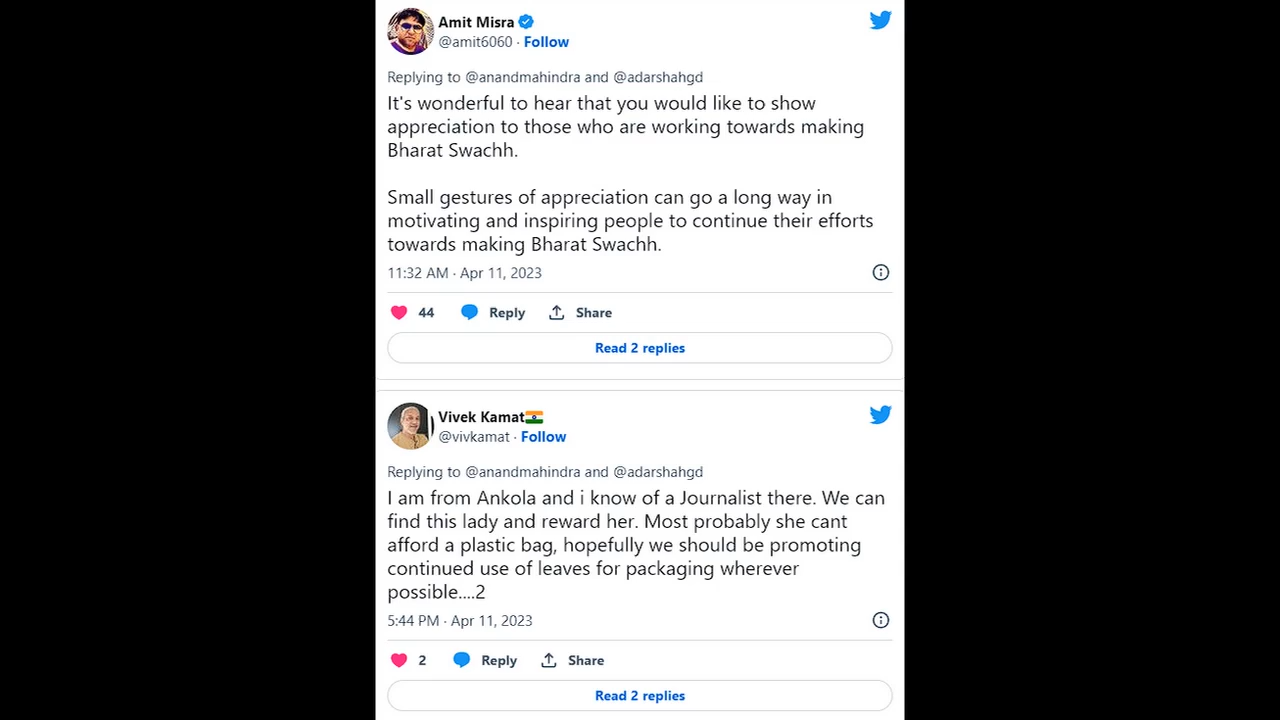 Amit Misra
@amit6060 · Follow
Replying to @anandmahindra and @adarshahgd
It's wonderful to hear that you would like to show
appreciation to those who are working towards making
Bharat Swachh.
Small gestures of appreciation can go a long way in
motivating and inspiring people to continue their efforts
towards making Bharat Swachh.
11:32 AM · Apr 11, 2023
44 Reply Share
Read 2 replies
Vivek Kamat🇮🇳
@vivkamat · Follow
Replying to @anandmahindra and @adarshahgd
I am from Ankola and i know of a Journalist there. We can
find this lady and reward her. Most probably she cant
afford a plastic bag, hopefully we should be promoting
continued use of leaves for packaging wherever
possible....2
5:44 PM · Apr 11, 2023
2 Reply Share
Read 2 replies